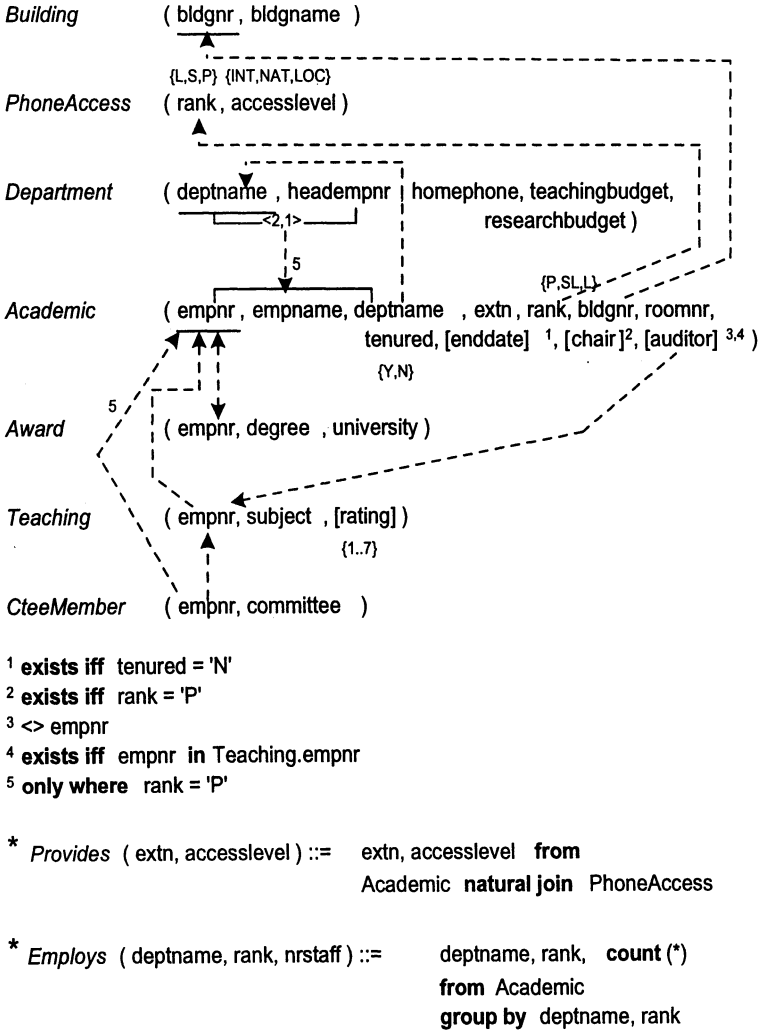 Building ( bldgnr , bldgname )
{L,S,P} {INT,NAT,LOC}
PhoneAccess ( rank , accesslevel )
Department ( deptname , headempnr , homephone, teachingbudget,
researchbudget )
<2,1>
5
{P,SL,L}
Academic ( empnr , empname, deptname , extn , rank, bldgnr, roomnr,
tenured, [enddate] 1, [chair]2, [auditor] 3,4 )
{Y,N}
5
Award ( empnr, degree , university )
Teaching ( empnr, subject , [rating] )
{1..7}
CteeMember ( empnr, committee )
1 exists iff tenured = 'N'
2 exists iff rank = 'P'
3 <> empnr
4 exists iff empnr in Teaching.empnr
5 only where rank = 'P'
* Provides ( extn, accesslevel ) ::= extn, accesslevel from
Academic natural join PhoneAccess
* Employs ( deptname, rank, nrstaff ) ::= deptname, rank, count (*)
from Academic
group by deptname, rank